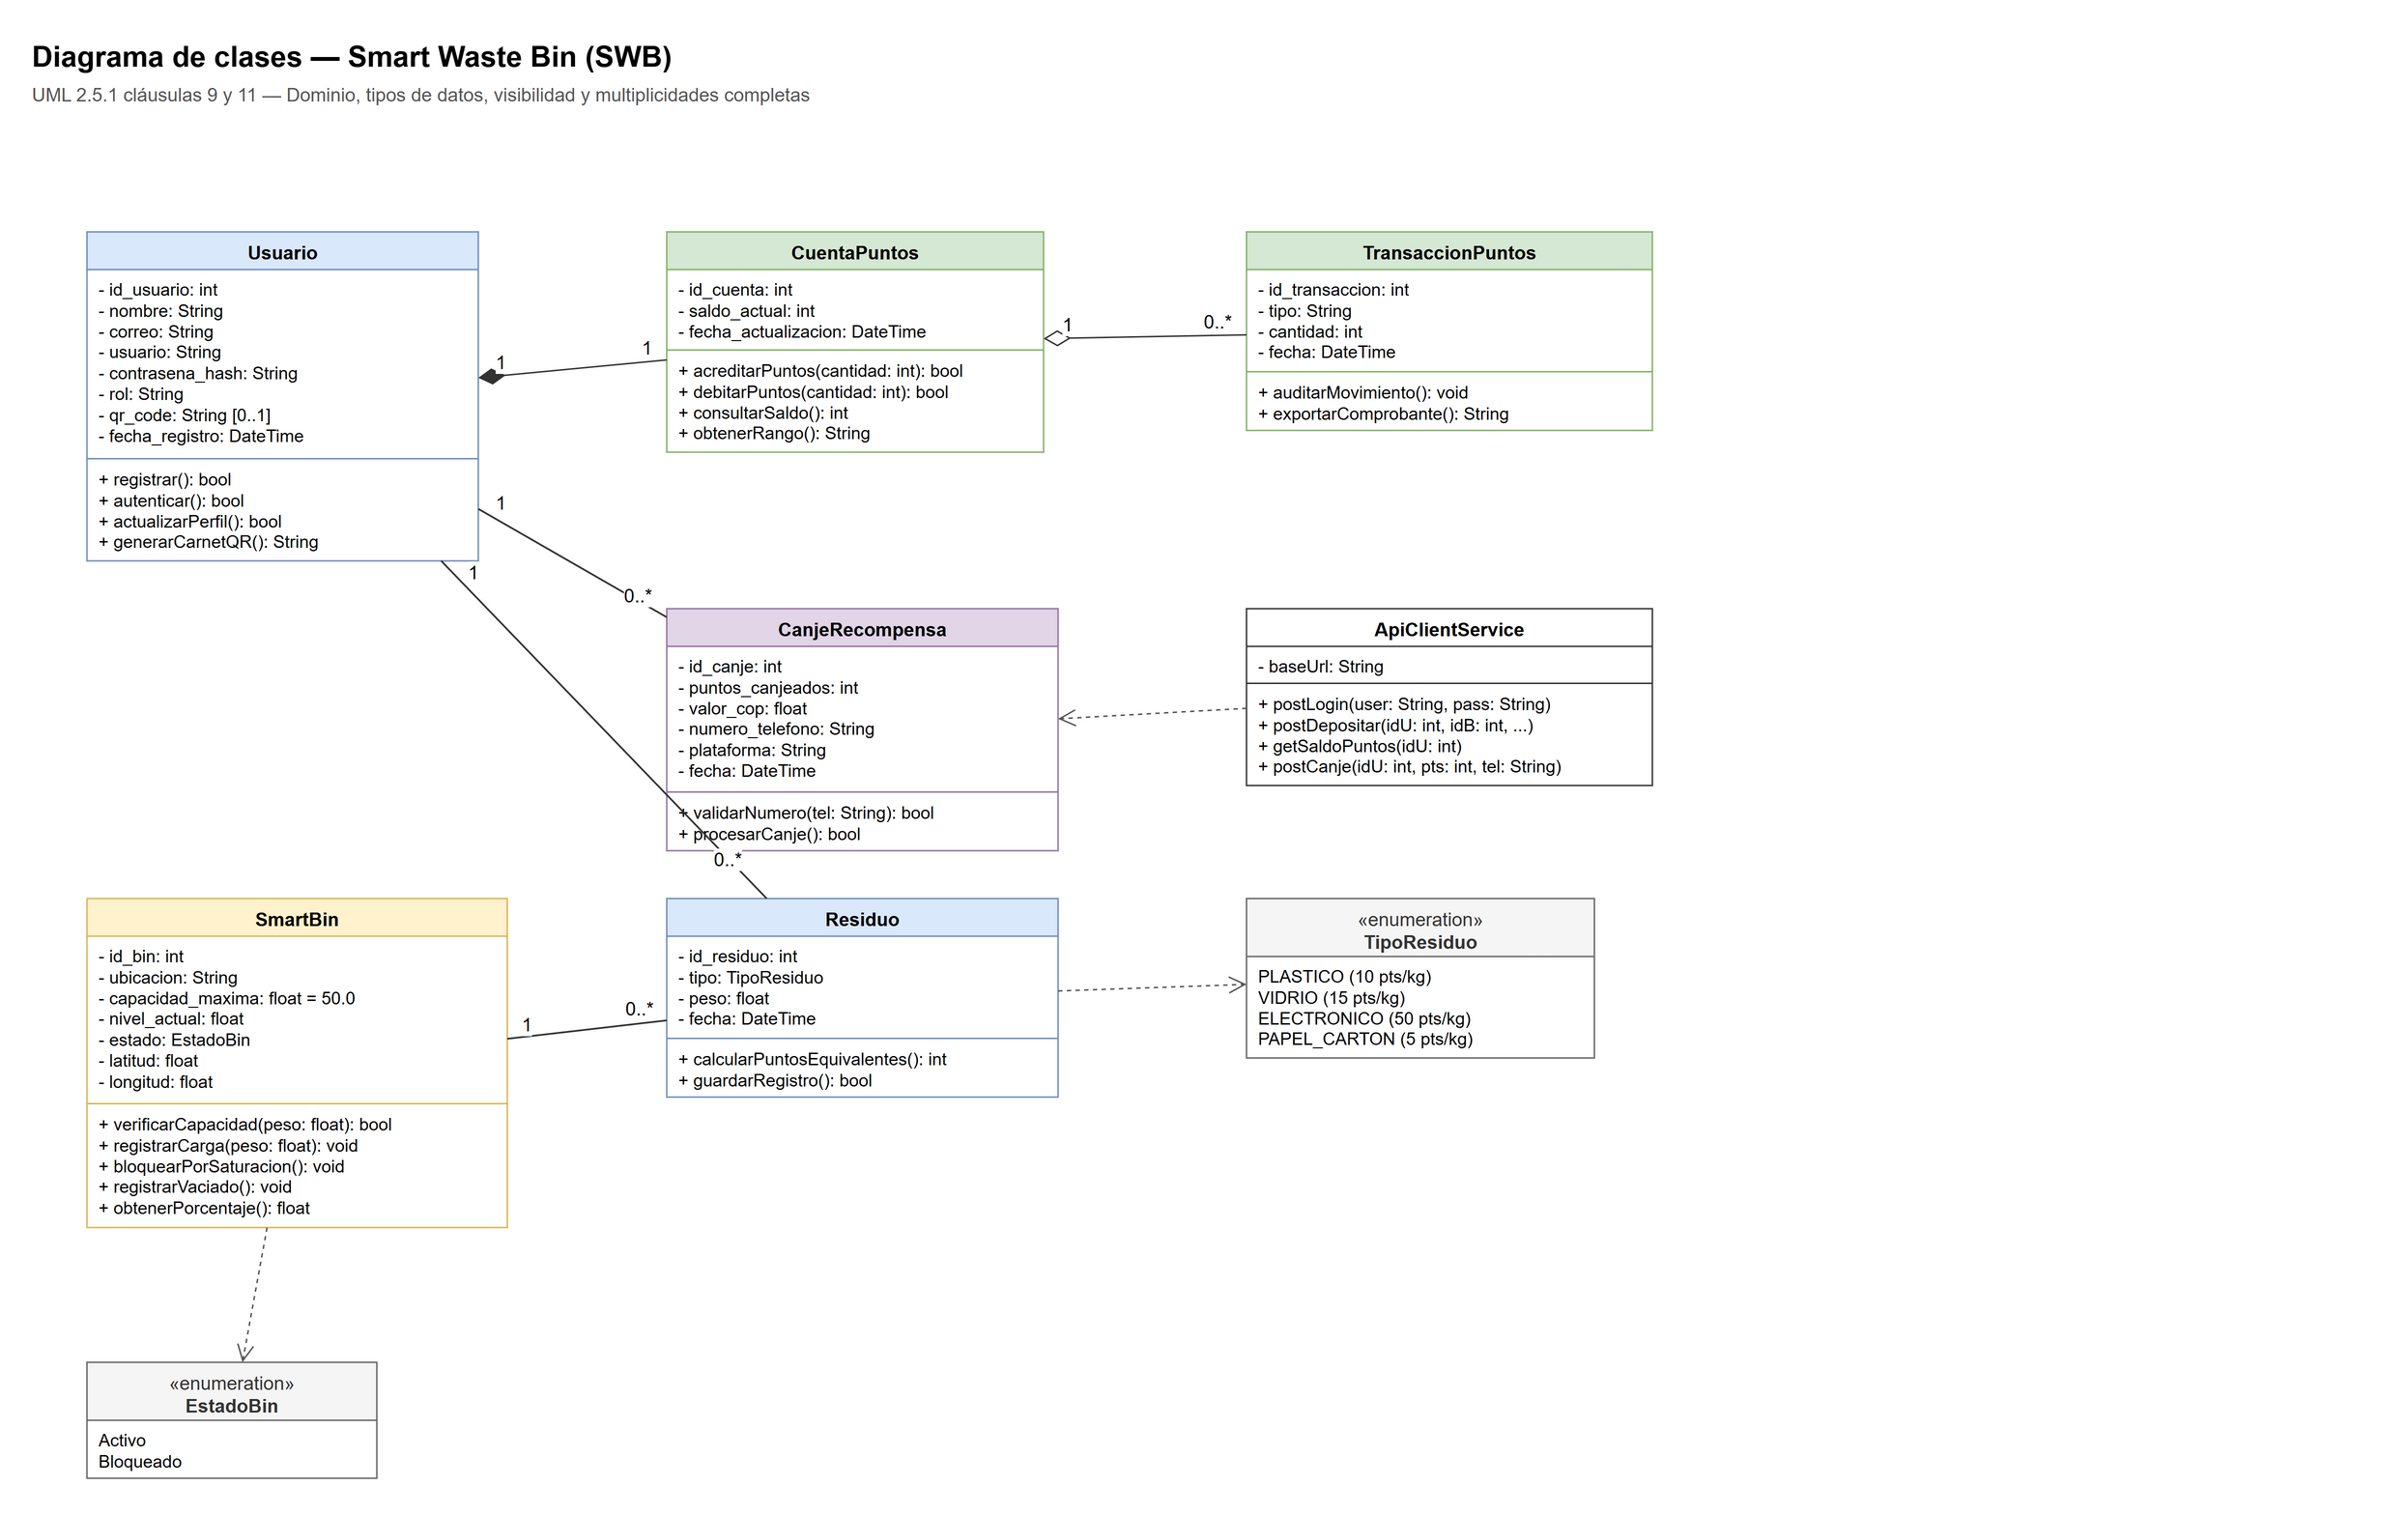 Diagrama de clases — Smart Waste Bin (SWB)
UML 2.5.1 cláusulas 9 y 11 — Dominio, tipos de datos, visibilidad y multiplicidades completas
Usuario
- id_usuario: int
- nombre: String
- correo: String
- usuario: String
- contrasena_hash: String
- rol: String
- qr_code: String [0..1]
- fecha_registro: DateTime
+ registrar(): bool
+ autenticar(): bool
+ actualizarPerfil(): bool
+ generarCarnetQR(): String
1
1
CuentaPuntos
- id_cuenta: int
- saldo_actual: int
- fecha_actualizacion: DateTime
+ acreditarPuntos(cantidad: int): bool
+ debitarPuntos(cantidad: int): bool
+ consultarSaldo(): int
+ obtenerRango(): String
1
0..*
TransaccionPuntos
- id_transaccion: int
- tipo: String
- cantidad: int
- fecha: DateTime
+ auditarMovimiento(): void
+ exportarComprobante(): String
1
0..*
1
0..*
CanjeRecompensa
- id_canje: int
- puntos_canjeados: int
- valor_cop: float
- numero_telefono: String
- plataforma: String
- fecha: DateTime
+ validarNumero(tel: String): bool
+ procesarCanje(): bool
ApiClientService
- baseUrl: String
+ postLogin(user: String, pass: String)
+ postDepositar(idU: int, idB: int, ...)
+ getSaldoPuntos(idU: int)
+ postCanje(idU: int, pts: int, tel: String)
SmartBin
- id_bin: int
- ubicacion: String
- capacidad_maxima: float = 50.0
- nivel_actual: float
- estado: EstadoBin
- latitud: float
- longitud: float
+ verificarCapacidad(peso: float): bool
+ registrarCarga(peso: float): void
+ bloquearPorSaturacion(): void
+ registrarVaciado(): void
+ obtenerPorcentaje(): float
1
0..*
Residuo
- id_residuo: int
- tipo: TipoResiduo
- peso: float
- fecha: DateTime
+ calcularPuntosEquivalentes(): int
+ guardarRegistro(): bool
«enumeration»
TipoResiduo
PLASTICO (10 pts/kg)
VIDRIO (15 pts/kg)
ELECTRONICO (50 pts/kg)
PAPEL_CARTON (5 pts/kg)
«enumeration»
EstadoBin
Activo
Bloqueado